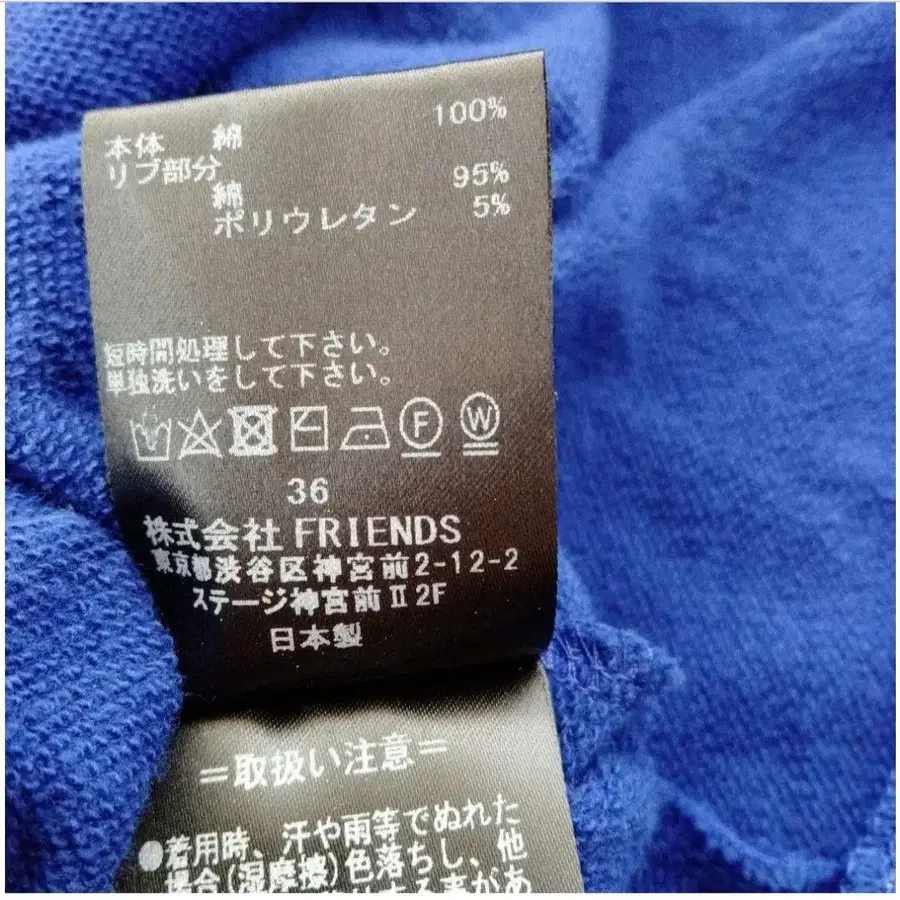 本体 綿 100%
リブ部分
綿 95%
ポリウレタン 5%
短時間処理して下さい。
単独洗いをして下さい。
F W
36
株式会社 FRIENDS
東京都渋谷区神宮前2-12-2
ステージ神宮前Ⅱ2F
日本製
=取扱い注意=
●着用時、汗や雨等でぬれた
場合(湿摩擦)色落ちし、他